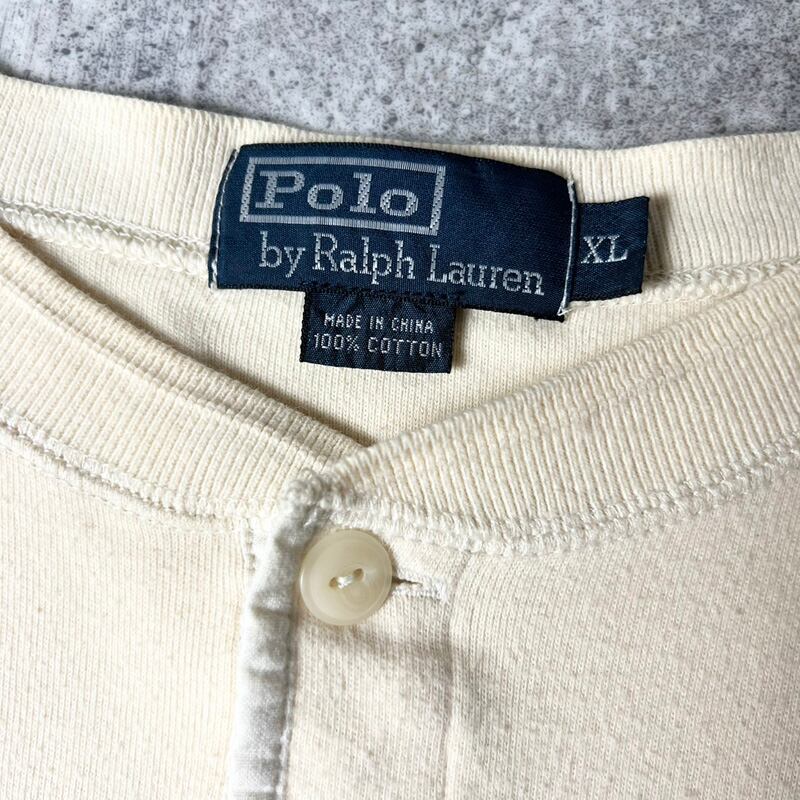 Polo
by Ralph Lauren
XL
MADE IN CHINA
100% COTTON